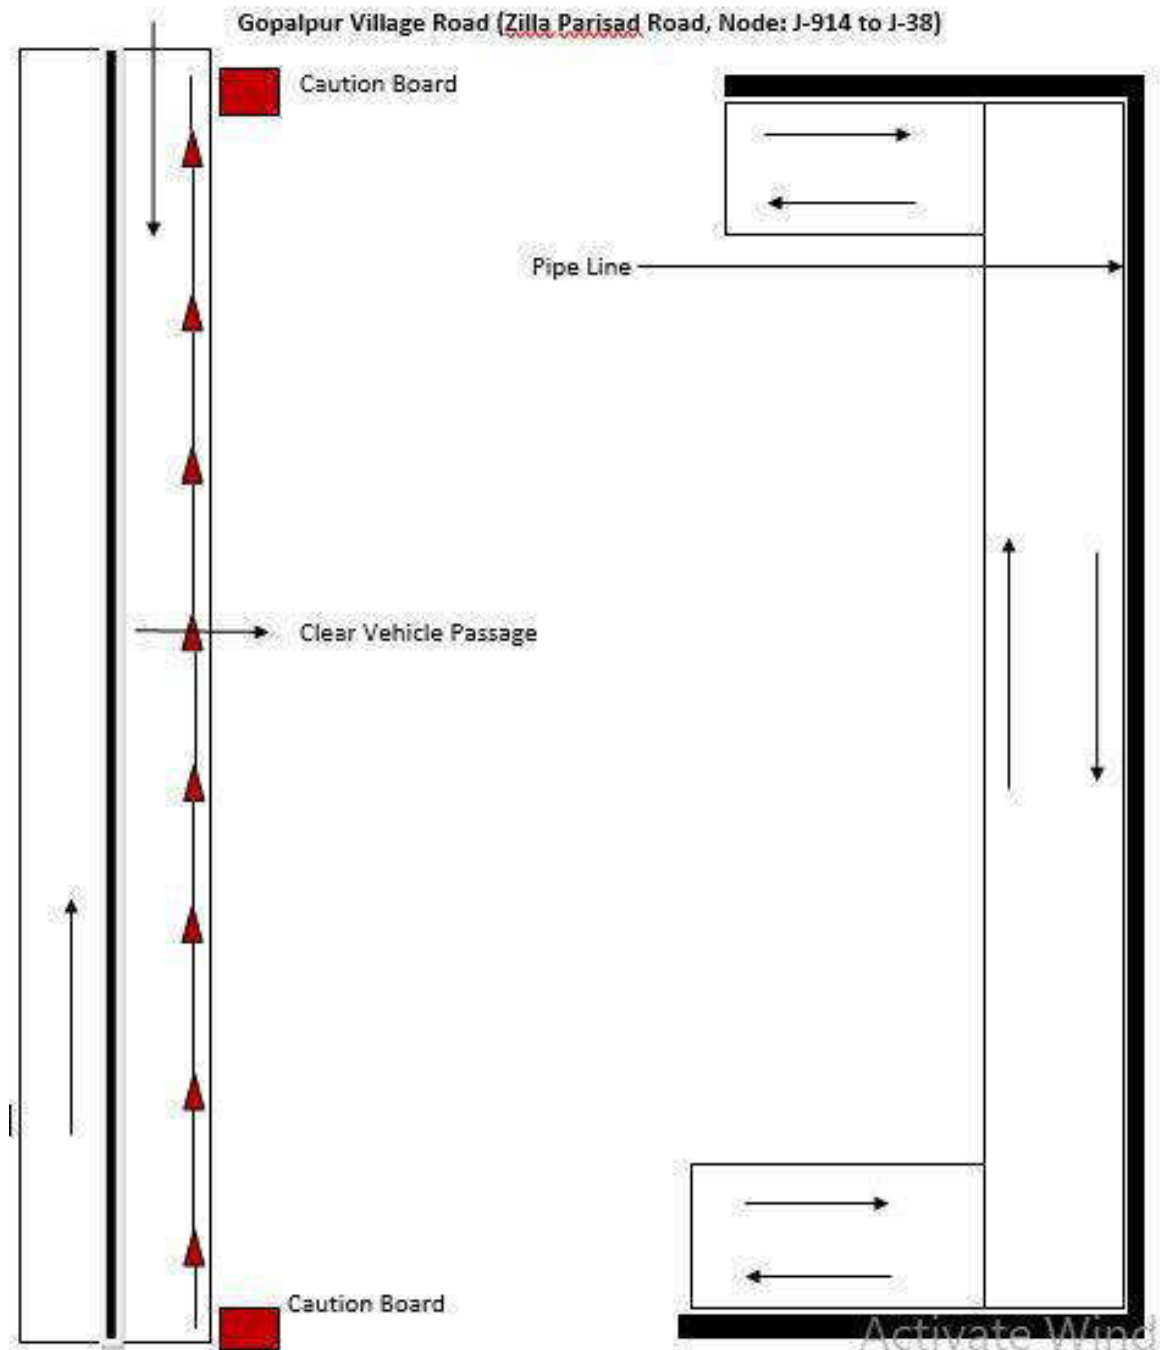 Gopalpur Village Road (Zilla Parisad Road, Node: J-914 to J-38)
Caution Board
Pipe Line
Clear Vehicle Passage
Caution Board
Activate Wind